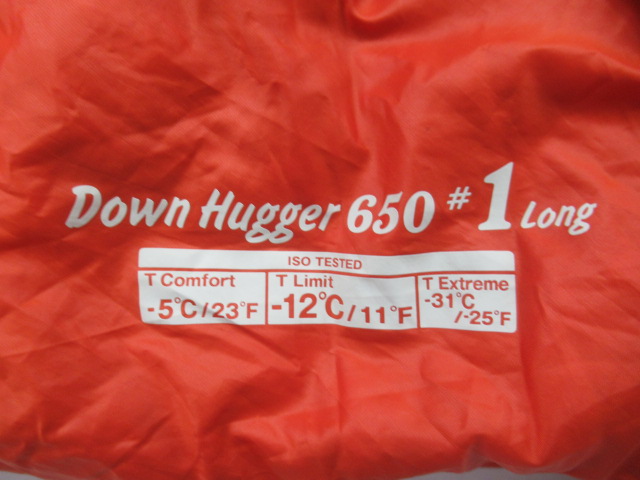 Down Hugger 650 #1 Long
ISO TESTED
T Comfort
-5°C/23°F
T Limit
-12°C/11°F
T Extreme
-31°C
/-25°F